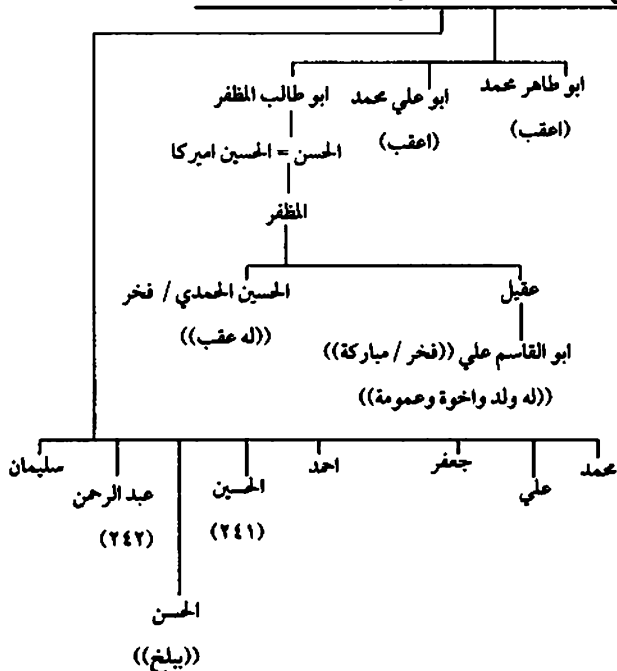 ابو طاهر محمد
(اعقب)
ابو علي محمد
(اعقب)
ابو طالب المظفر
الحسن = الحسين اميركا
المظفر
عقيل
ابو القاسم علي ((فخر / مباركة))
((له ولد واخوة وعمومة))
الحسين المحمدي / فخر
((له عقب))
محمد
علي
جعفر
احمد
الحسين
(٢٤١)
الحسن
((ببلخ))
عبد الرحمن
(٢٤٢)
سليمان